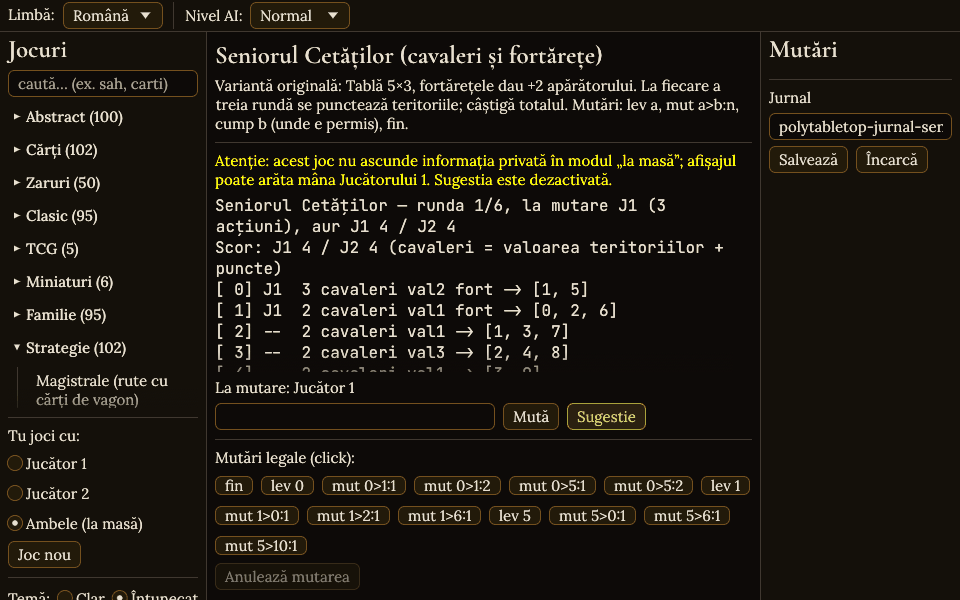 Limbă: Română ▼ Nivel AI: Normal ▼
Jocuri
caută... (ex. sah, carti)
▸ Abstract (100)
▸ Cărți (102)
▸ Zaruri (50)
▸ Clasic (95)
▸ TCG (5)
▸ Miniaturi (6)
▸ Familie (95)
▾ Strategie (102)
Magistrale (rute cu
cărți de vagon)
Tu joci cu:
Jucător 1
Jucător 2
Ambele (la masă)
Joc nou
Temă: Clar Întunecat
Seniorul Cetăților (cavaleri și fortărețe)
Variantă originală: Tablă 5×3, fortărețele dau +2 apărătorului. La fiecare a
treia rundă se punctează teritoriile; câștigă totalul. Mutări: lev a, mut a>b:n,
cump b (unde e permis), fin.
Atenție: acest joc nu ascunde informația privată în modul „la masă”; afișajul
poate arăta mâna Jucătorului 1. Sugestia este dezactivată.
Seniorul Cetăților — runda 1/6, la mutare J1 (3
acțiuni), aur J1 4 / J2 4
Scor: J1 4 / J2 4 (cavaleri = valoarea teritoriilor +
puncte)
[ 0] J1  3 cavaleri val2 fort -> [1, 5]
[ 1] J1  2 cavaleri val1 fort -> [0, 2, 6]
[ 2] --  2 cavaleri val1 -> [1, 3, 7]
[ 3] --  2 cavaleri val3 -> [2, 4, 8]
La mutare: Jucător 1
Mută Sugestie
Mutări legale (click):
fin lev 0 mut 0>1:1 mut 0>1:2 mut 0>5:1 mut 0>5:2 lev 1
mut 1>0:1 mut 1>2:1 mut 1>6:1 lev 5 mut 5>0:1 mut 5>6:1
mut 5>10:1
Anulează mutarea
Mutări
Jurnal
polytabletop-jurnal-ser
Salvează Încarcă